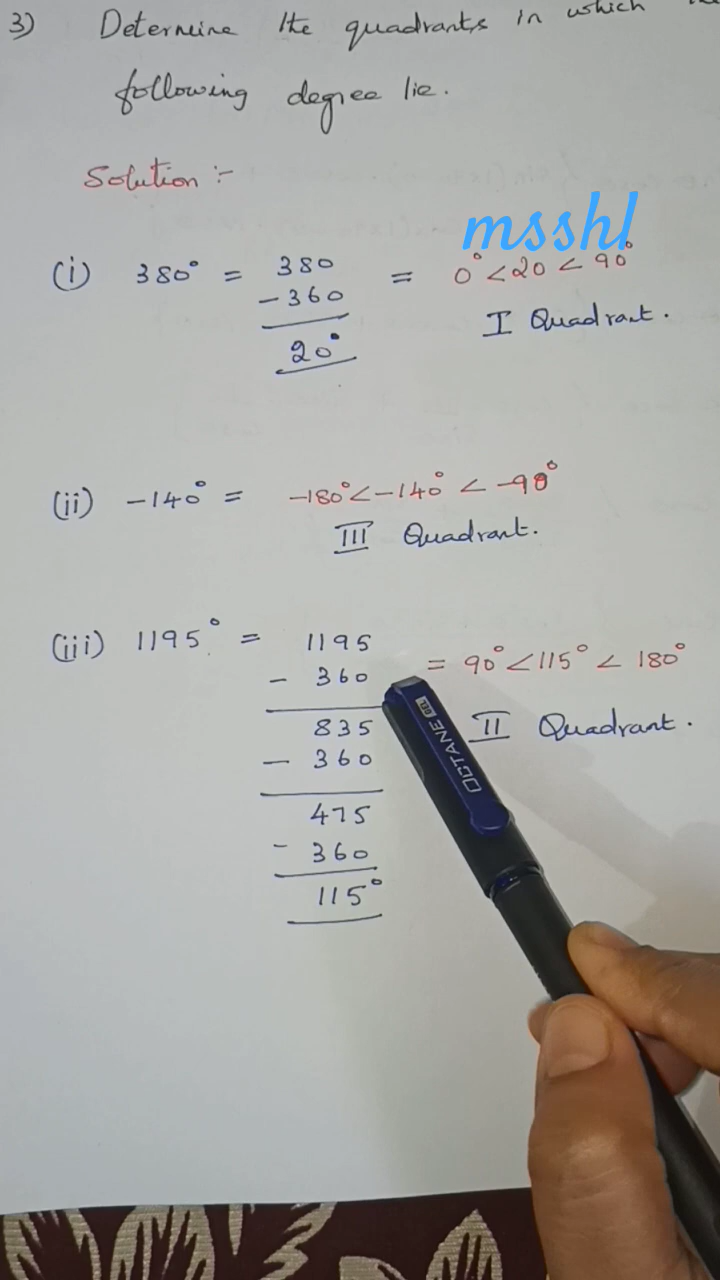 3) Determine the quadrants in which
following degree lie.
Solution :-
msshl
(i) 380° = 380 = 0° < 20 < 90°
- 360
20°
I Quadrant.
(ii) -140° = -180° < -140° < -90°
III Quadrant.
(iii) 1195° = 1195 = 90° < 115° < 180°
- 360
835
II Quadrant.
- 360
475
- 360
115°
OCTANE GEL